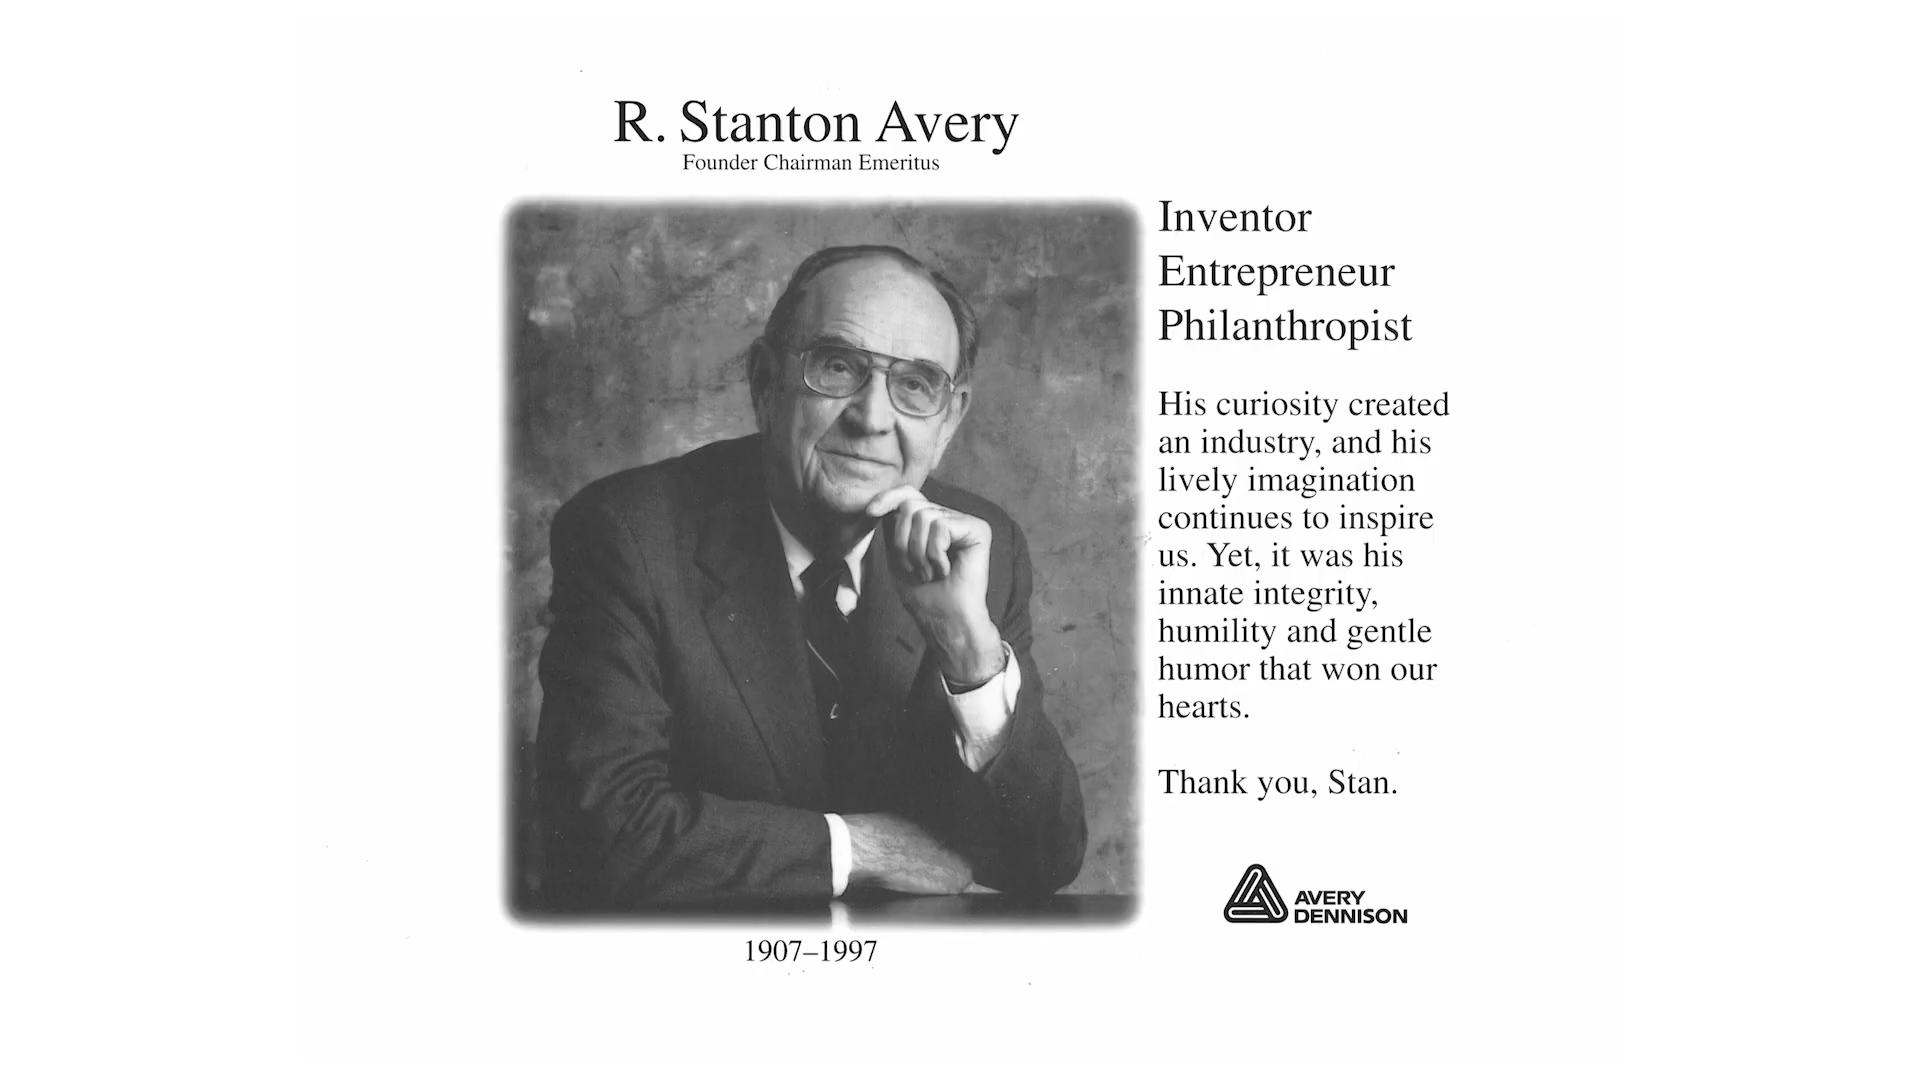 R. Stanton Avery
Founder Chairman Emeritus
Inventor
Entrepreneur
Philanthropist
His curiosity created
an industry, and his
lively imagination
continues to inspire
us. Yet, it was his
innate integrity,
humility and gentle
humor that won our
hearts.
Thank you, Stan.
AVERY
DENNISON
1907–1997